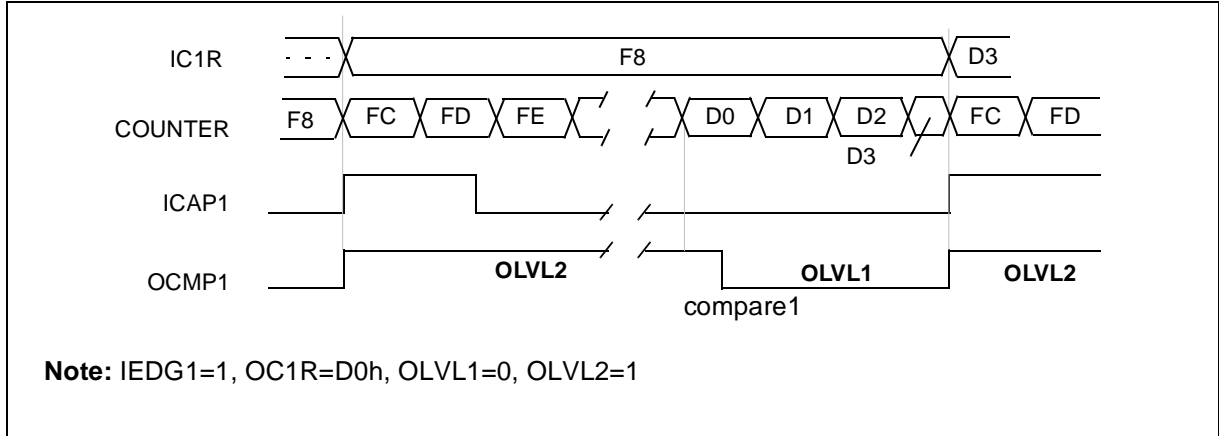 IC1R - - - F8 D3
COUNTER F8 FC FD FE D0 D1 D2 FC FD
D3
ICAP1
OCMP1 OLVL2 OLVL1 OLVL2
compare1
Note: IEDG1=1, OC1R=D0h, OLVL1=0, OLVL2=1